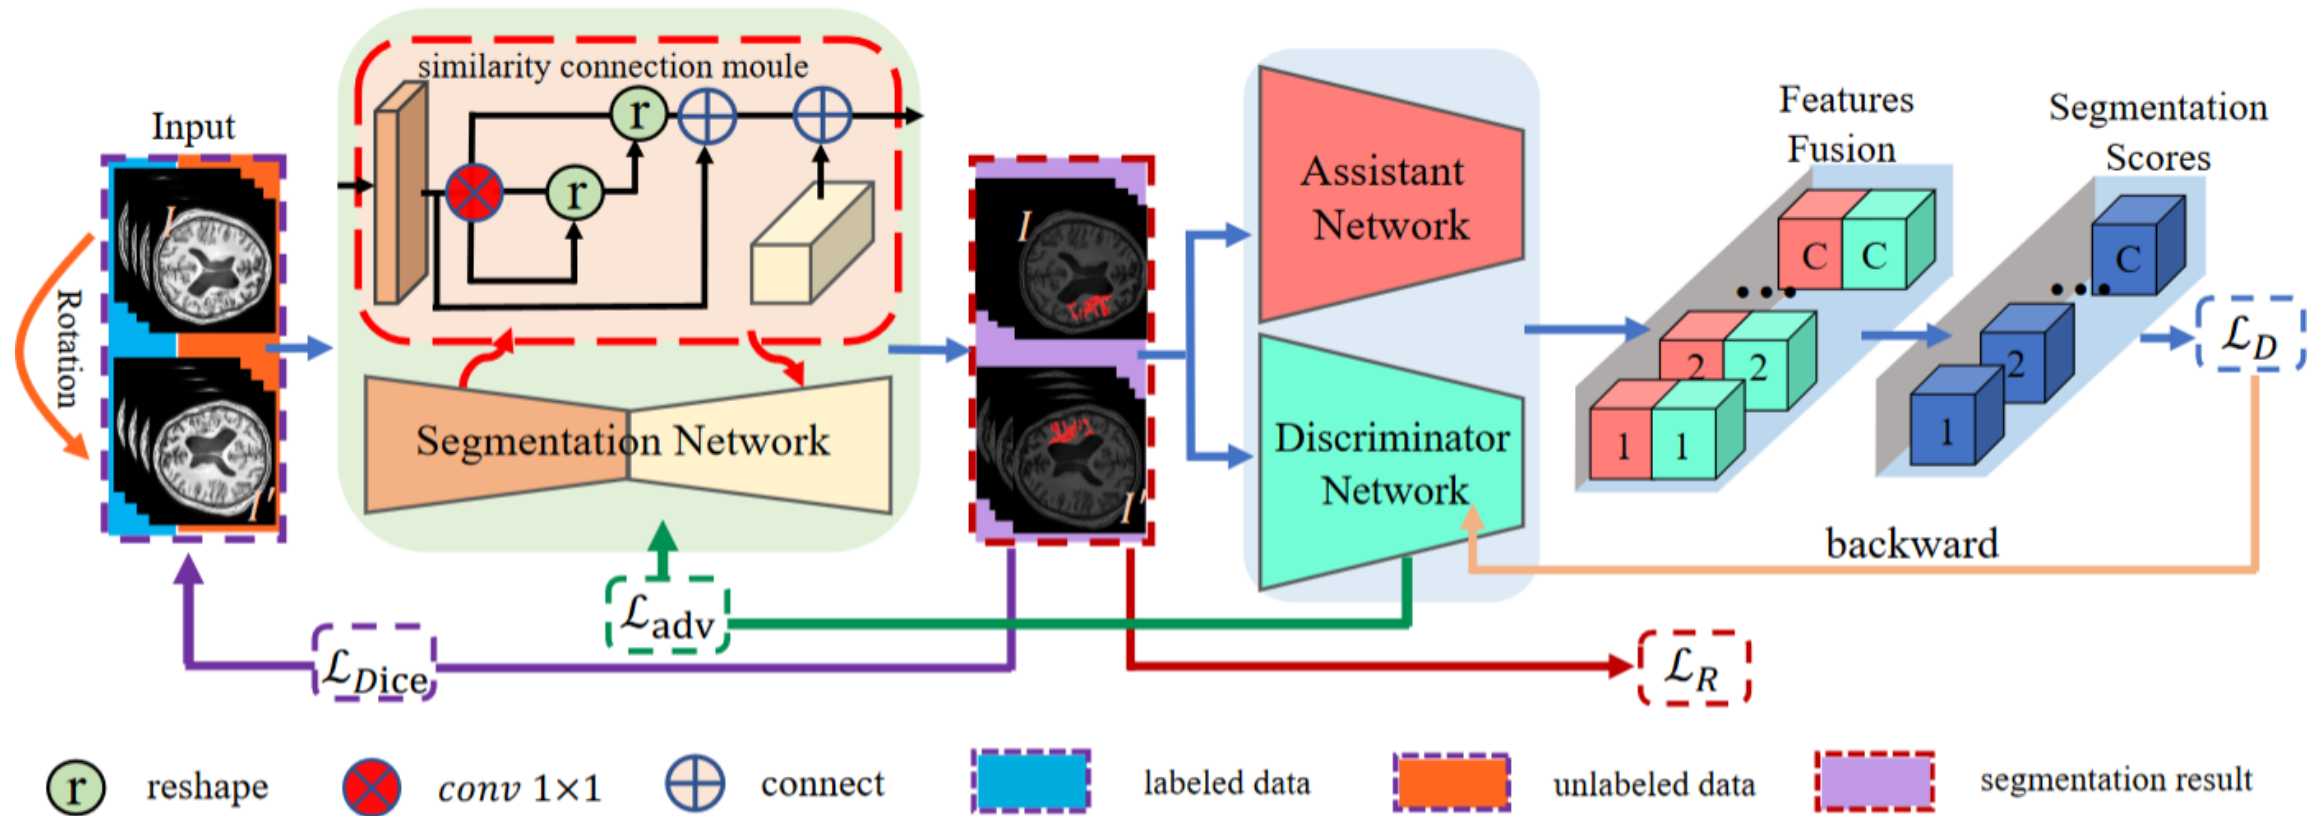 Input
Rotation
I
I'
similarity connection moule
r
r
Segmentation Network
I
I'
Assistant
Network
Discriminator
Network
Features
Fusion
C C
2 2
1 1
Segmentation
Scores
C
2
1
ℒD
backward
ℒadv
ℒDice
ℒR
r reshape
conv 1×1
connect
labeled data
unlabeled data
segmentation result